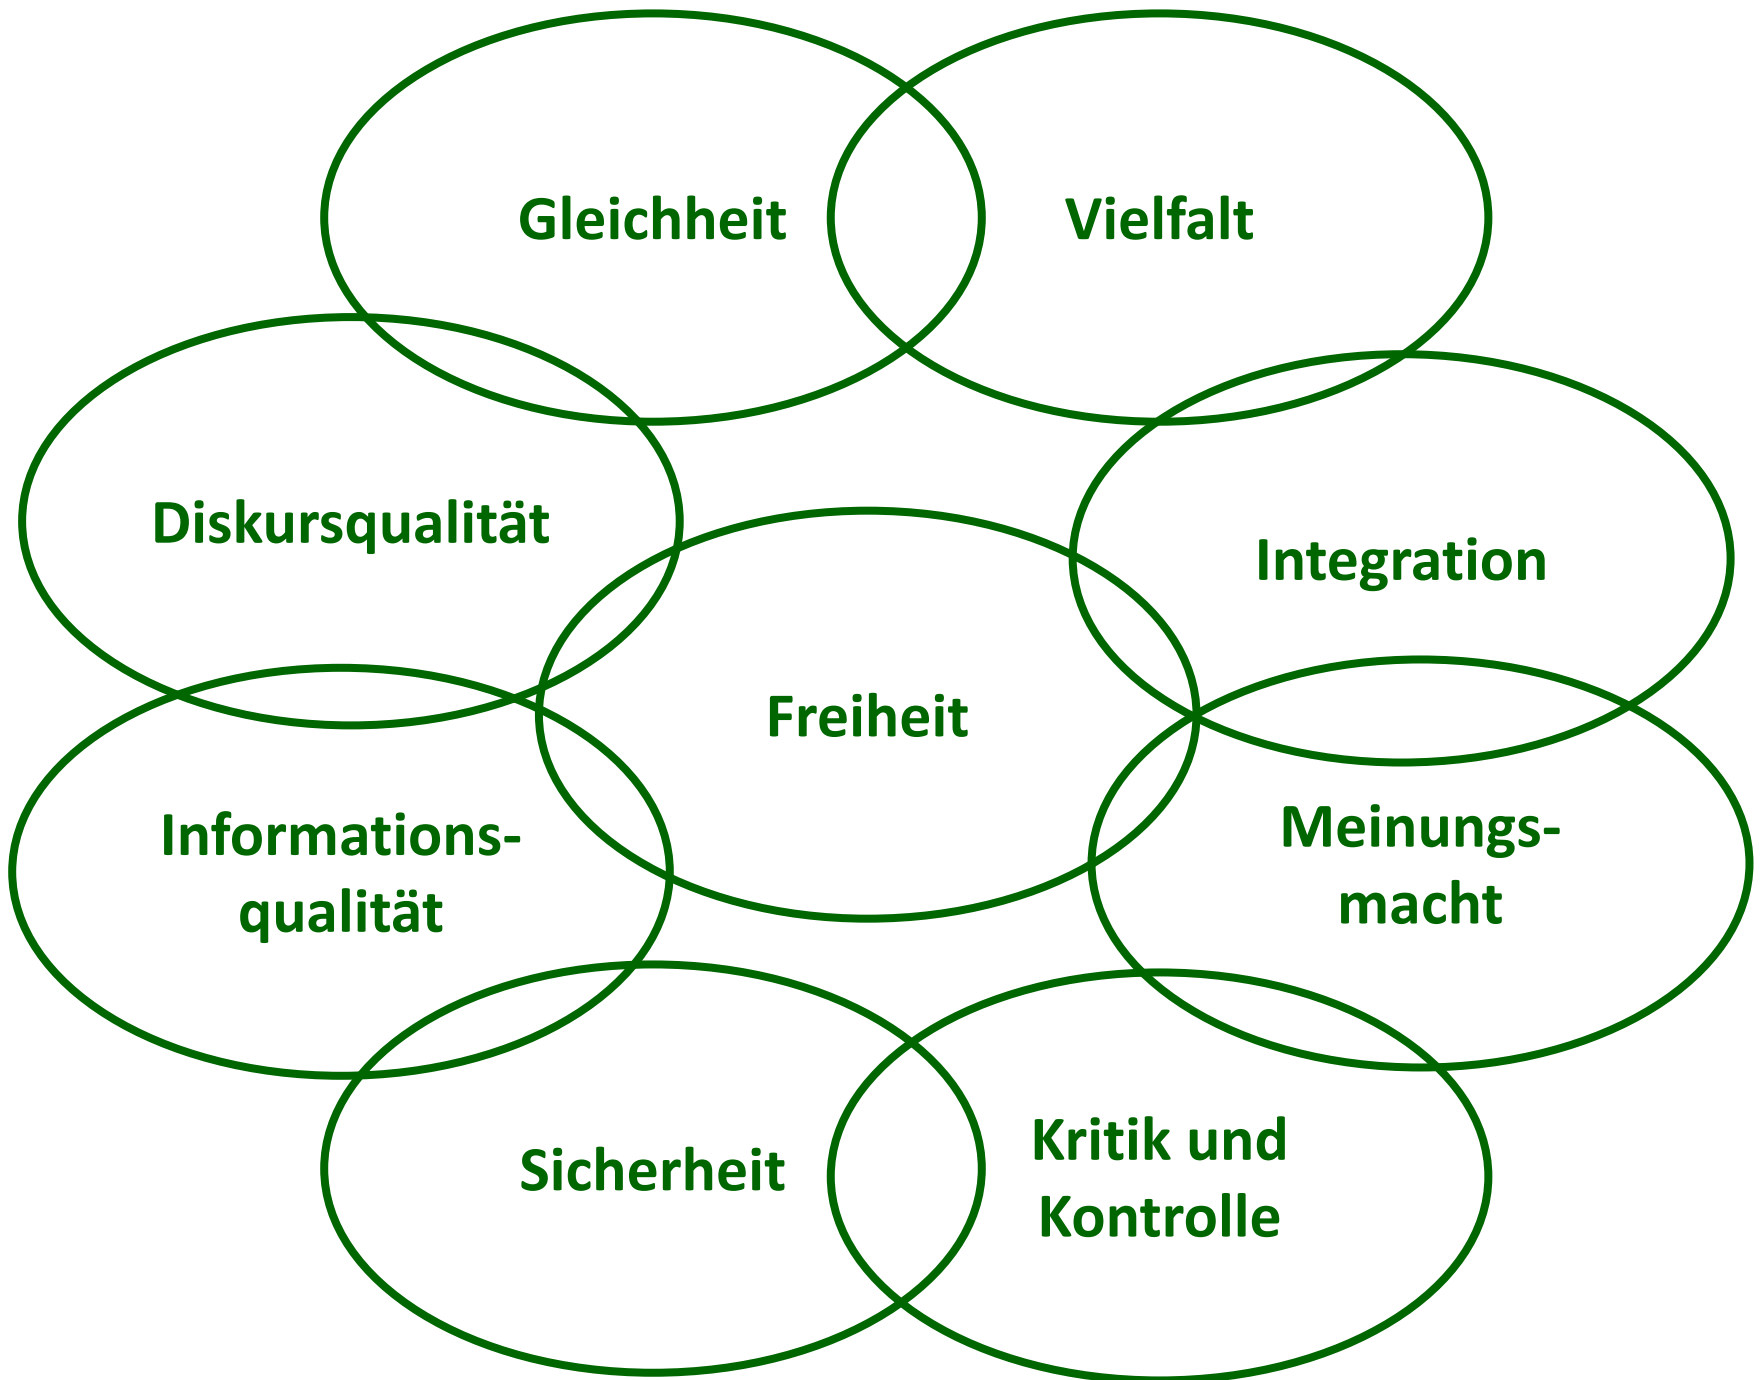 Gleichheit
Vielfalt
Diskursqualität
Integration
Freiheit
Informations-
qualität
Meinungs-
macht
Sicherheit
Kritik und
Kontrolle